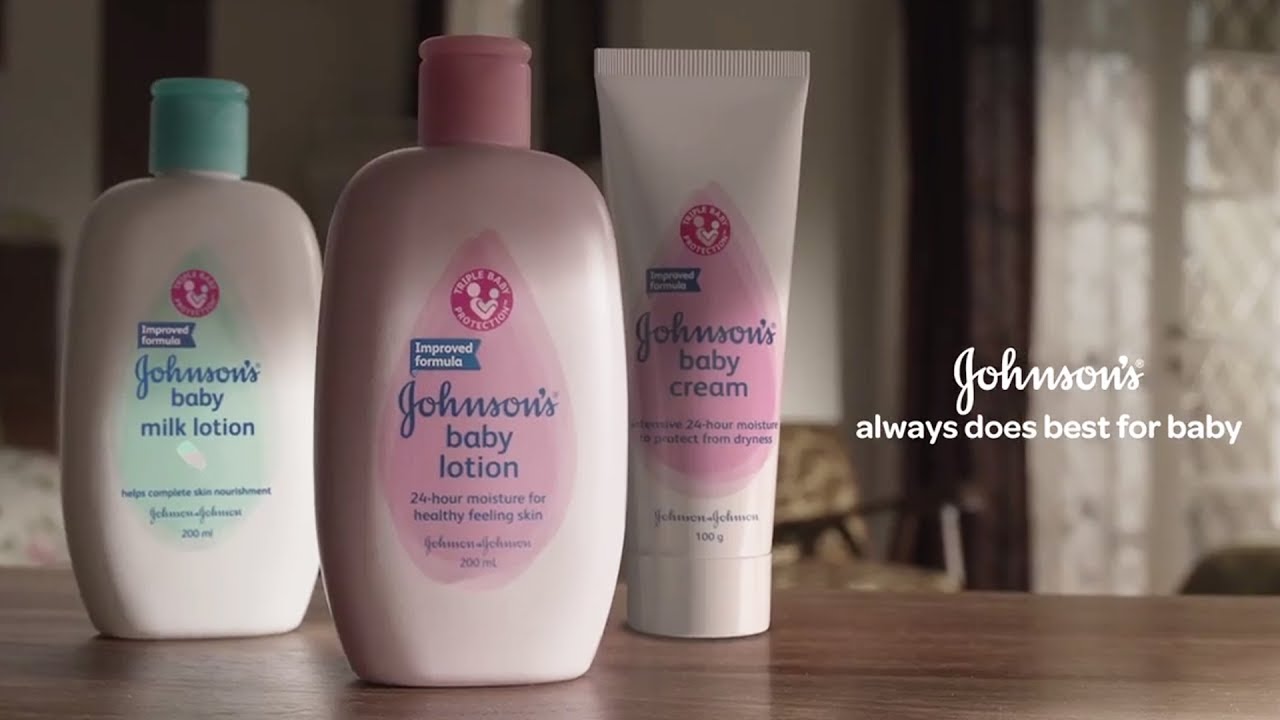 TRIPLE BABY
PROTECTION™
Improved
formula
Johnson's®
baby
milk lotion
helps complete skin nourishment
Johnson & Johnson
200 ml
TRIPLE BABY
PROTECTION™
Improved
formula
Johnson's®
baby
lotion
24-hour moisture for
healthy feeling skin
Johnson & Johnson
200 mL
TRIPLE BABY
PROTECTION™
Improved
formula
Johnson's®
baby
cream
intensive 24-hour moisture
to protect from dryness
Johnson & Johnson
100 g
Johnson's®
always does best for baby